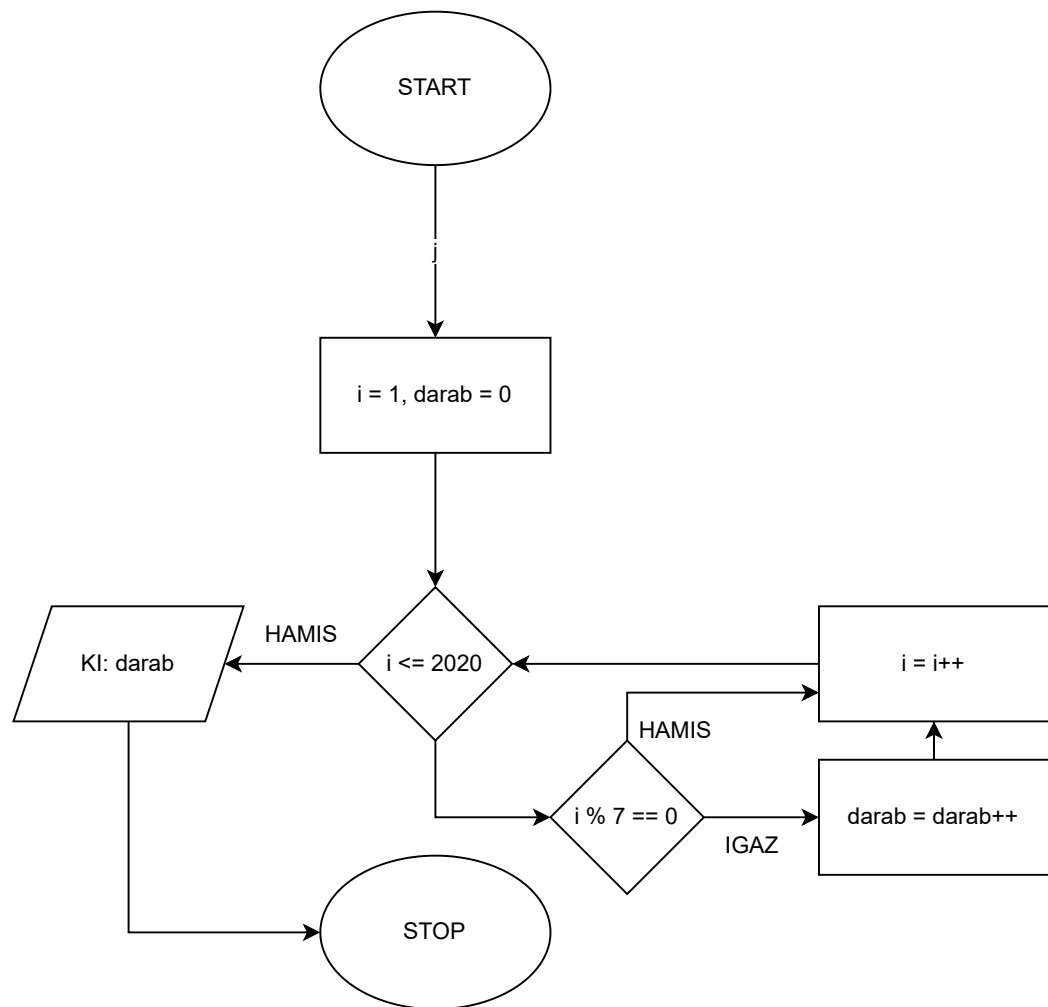 START
j
i = 1, darab = 0
HAMIS
KI: darab
i <= 2020
i = i++
HAMIS
i % 7 == 0
darab = darab++
IGAZ
STOP